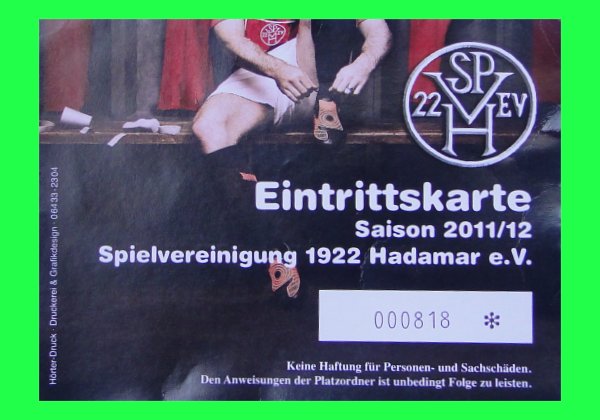 SP
V
22 EV
H
Eintrittskarte
Saison 2011/12
Spielvereinigung 1922 Hadamar e.V.
000818 *
Keine Haftung für Personen- und Sachschäden.
Den Anweisungen der Platzordner ist unbedingt Folge zu leisten.
Hörter-Druck · Druckerei & Grafikdesign · 06433-2304